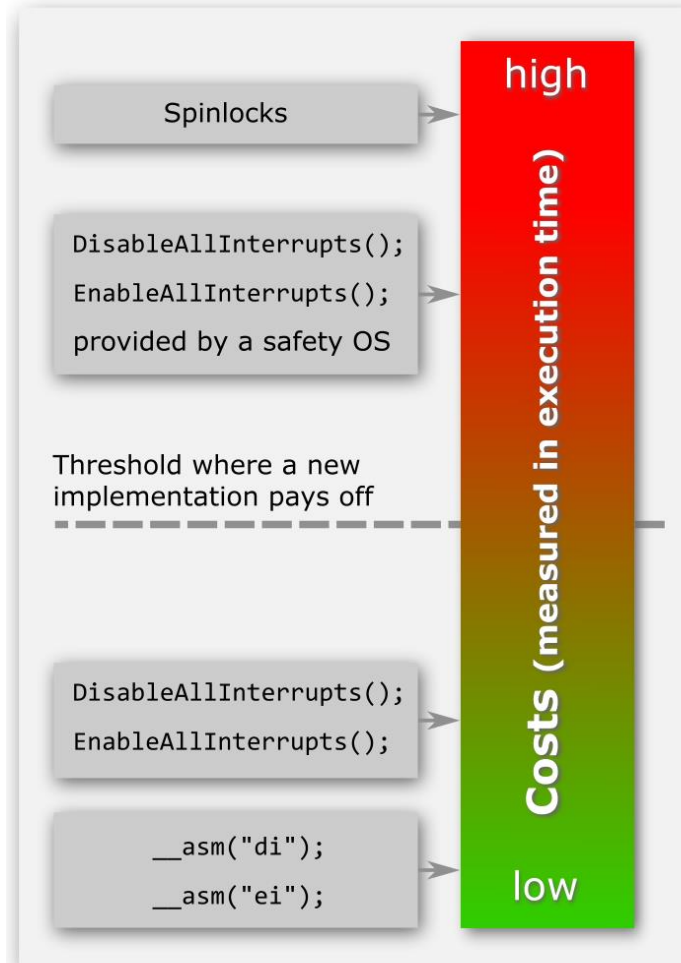 high
Spinlocks
DisableAllInterrupts();
EnableAllInterrupts();
provided by a safety OS
Costs (measured in execution time)
Threshold where a new
implementation pays off
DisableAllInterrupts();
EnableAllInterrupts();
__asm("di");
__asm("ei");
low